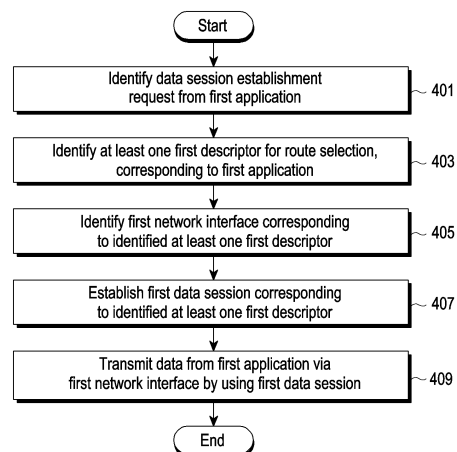 Start
Identify data session establishment
request from first application
401
Identify at least one first descriptor for route selection,
corresponding to first application
403
Identify first network interface corresponding
to identified at least one first descriptor
405
Establish first data session corresponding
to identified at least one first descriptor
407
Transmit data from first application via
first network interface by using first data session
409
End